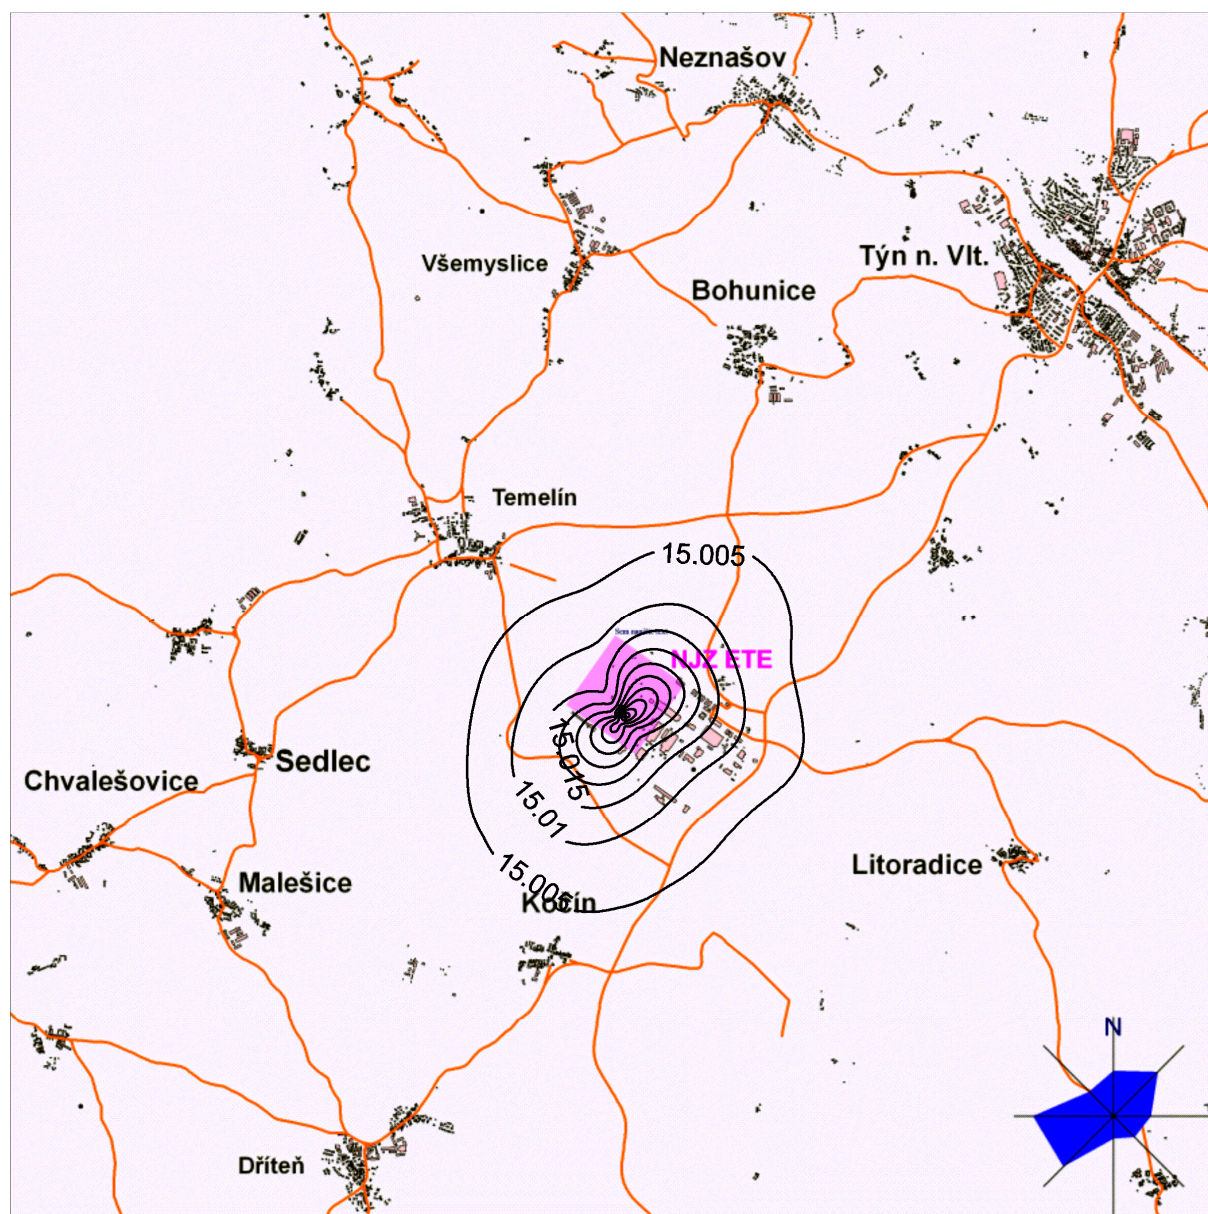 Neznašov
Týn n. Vlt.
Všemyslice
Bohunice
Temelín
15.005
NJZ ETE
15.015
Sedlec
Chvalešovice
15.01
Litoradice
15.005
Malešice
Kočín
N
Dříteň